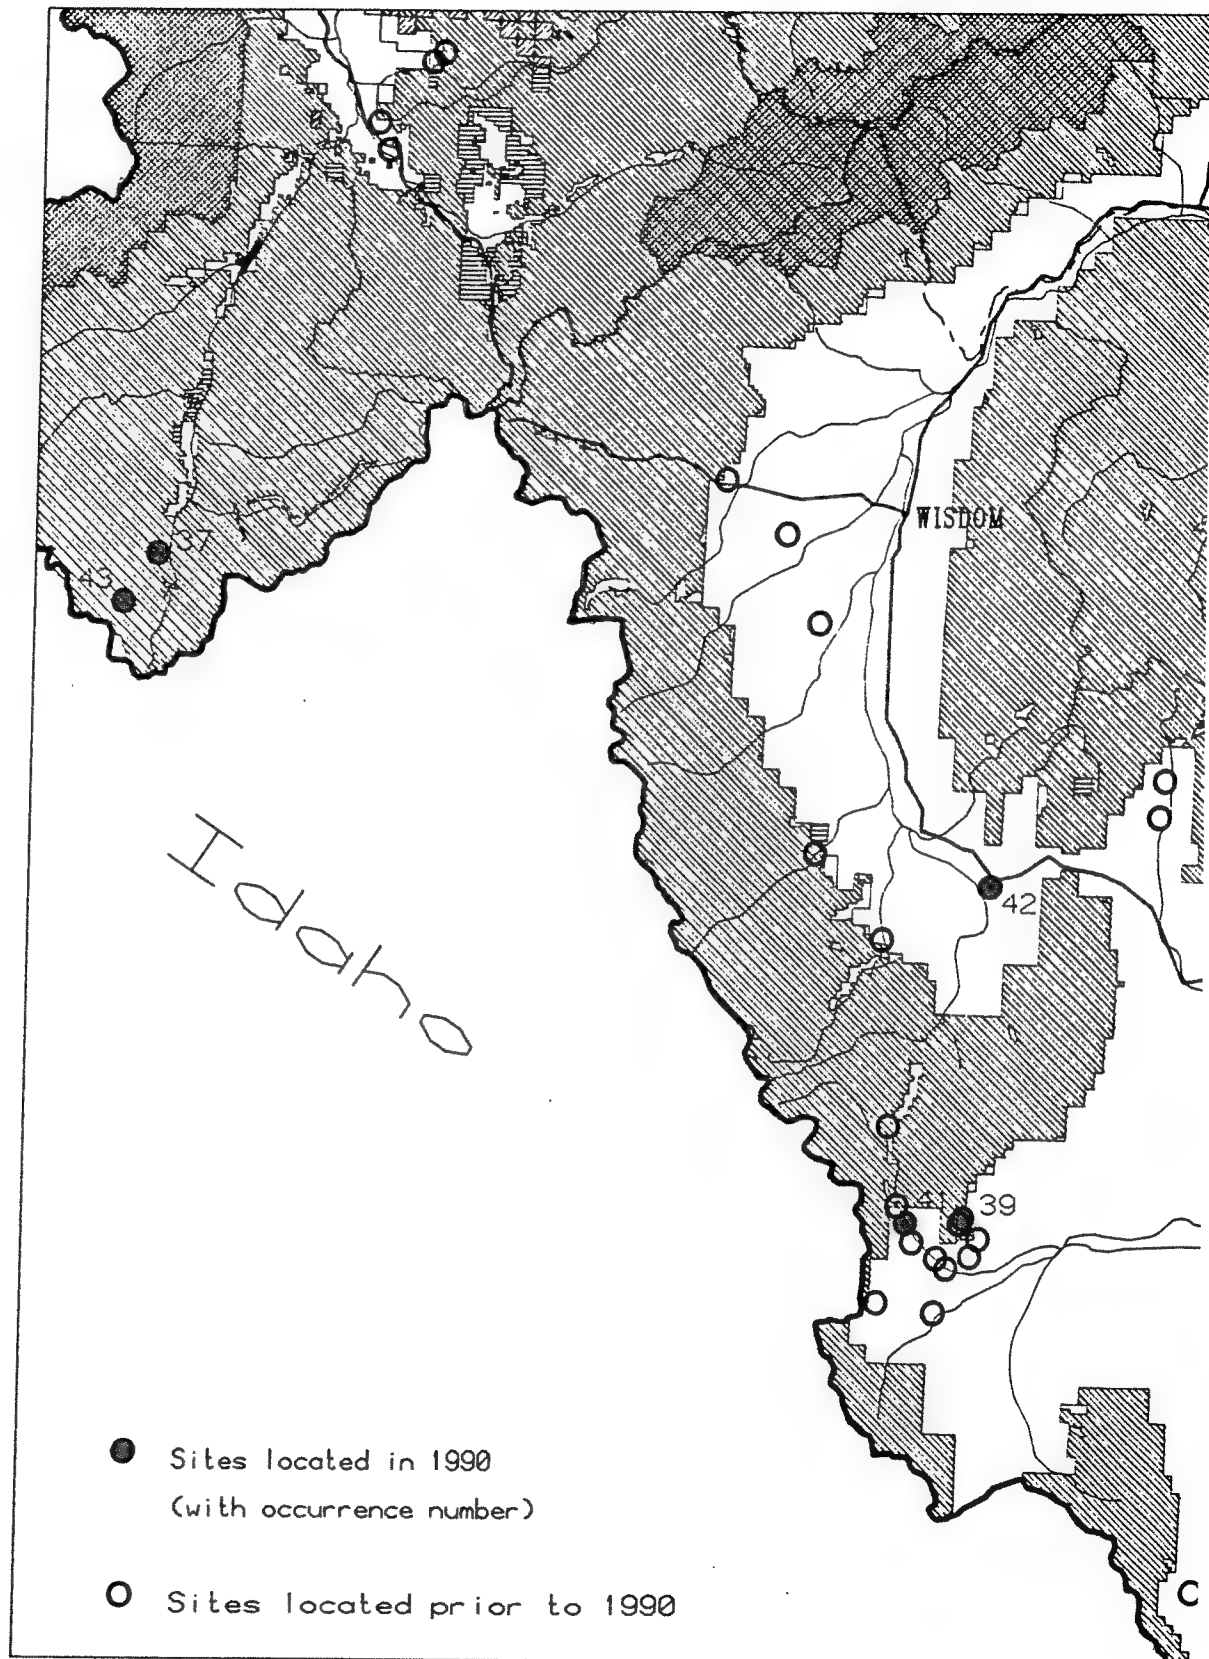 WISDOM
37
43
Idaho
42
41
39
Sites located in 1990
(with occurrence number)
Sites located prior to 1990